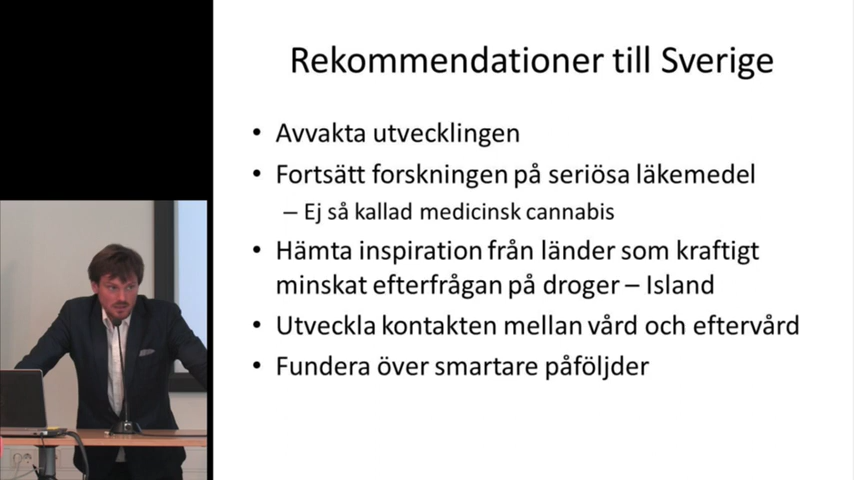 Rekommendationer till Sverige
• Avvakta utvecklingen
• Fortsätt forskningen på seriösa läkemedel
– Ej så kallad medicinsk cannabis
• Hämta inspiration från länder som kraftigt
minskat efterfrågan på droger – Island
• Utveckla kontakten mellan vård och eftervård
• Fundera över smartare påföljder